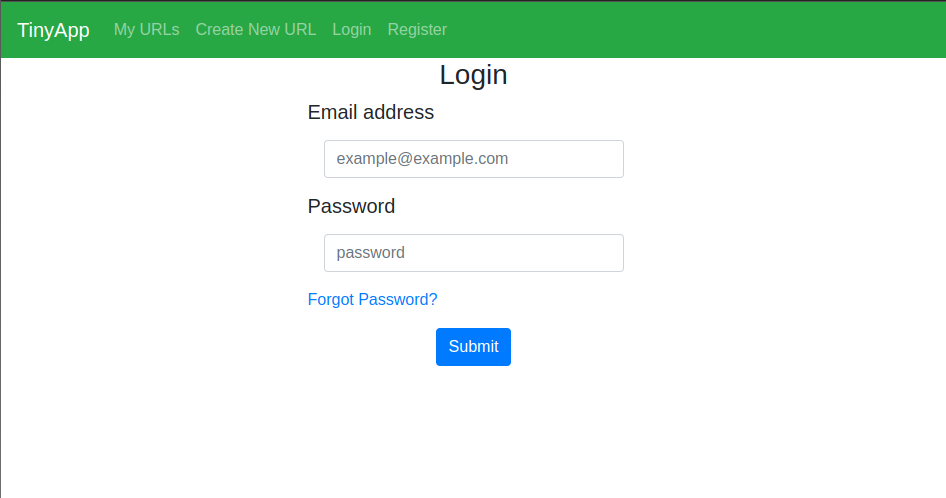 TinyApp My URLs Create New URL Login Register
Login
Email address
example@example.com
Password
password
Forgot Password?
Submit